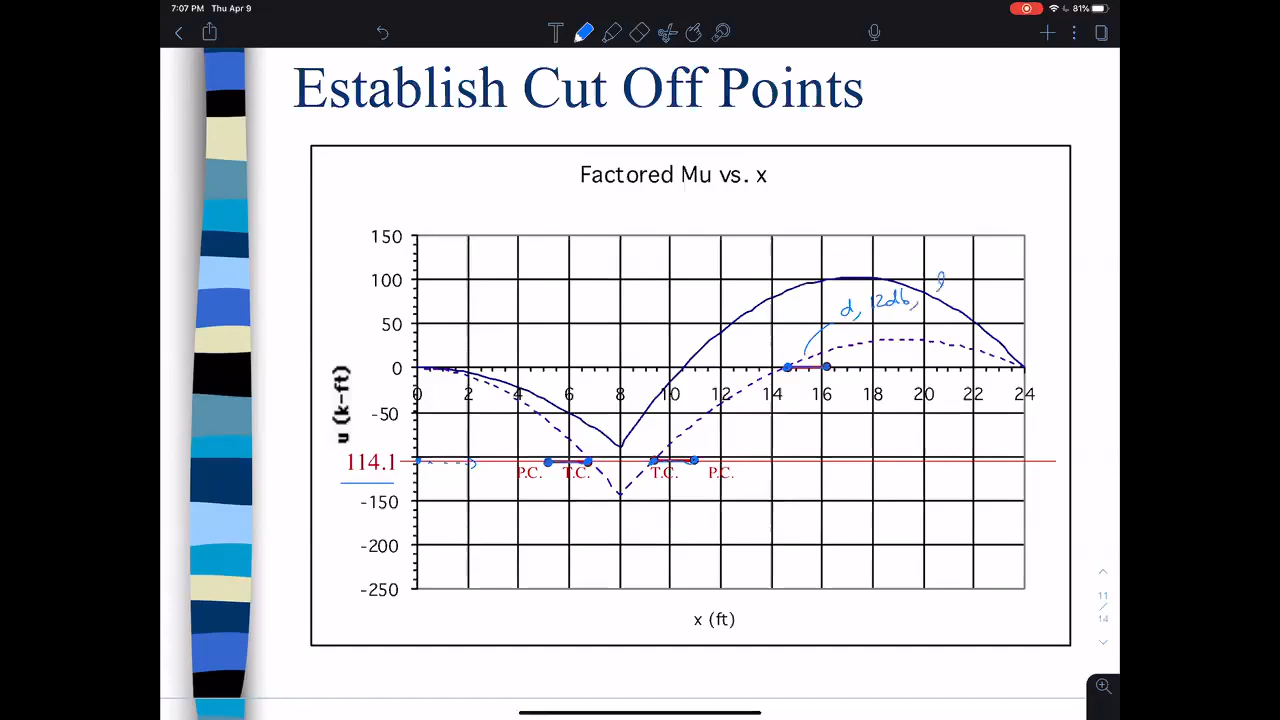 7:07 PM Thu Apr 9 81%
Establish Cut Off Points
Factored Mu vs. x
150
100
d, 12db,
50
0
0 2 4 6 8 10 12 14 16 18 20 22 24
-50
u (k-ft)
114.1
P.C. T.C. T.C. P.C.
-150
-200
-250
x (ft)
11
/
14